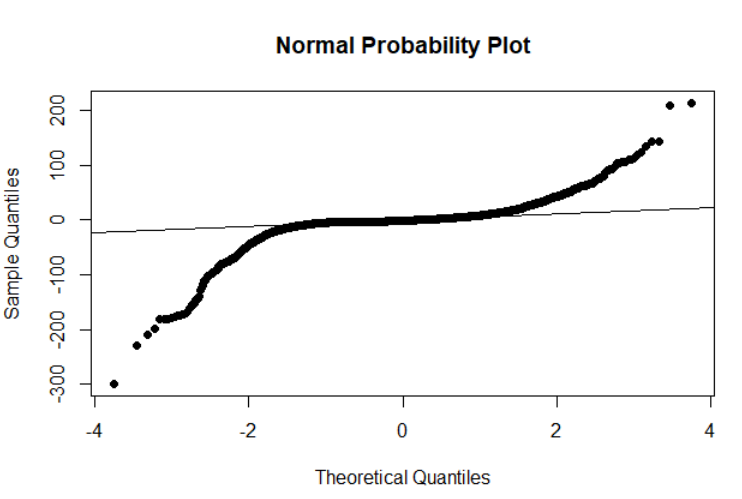 Normal Probability Plot
Sample Quantiles
200
100
0
-100
-200
-300
-4 -2 0 2 4
Theoretical Quantiles